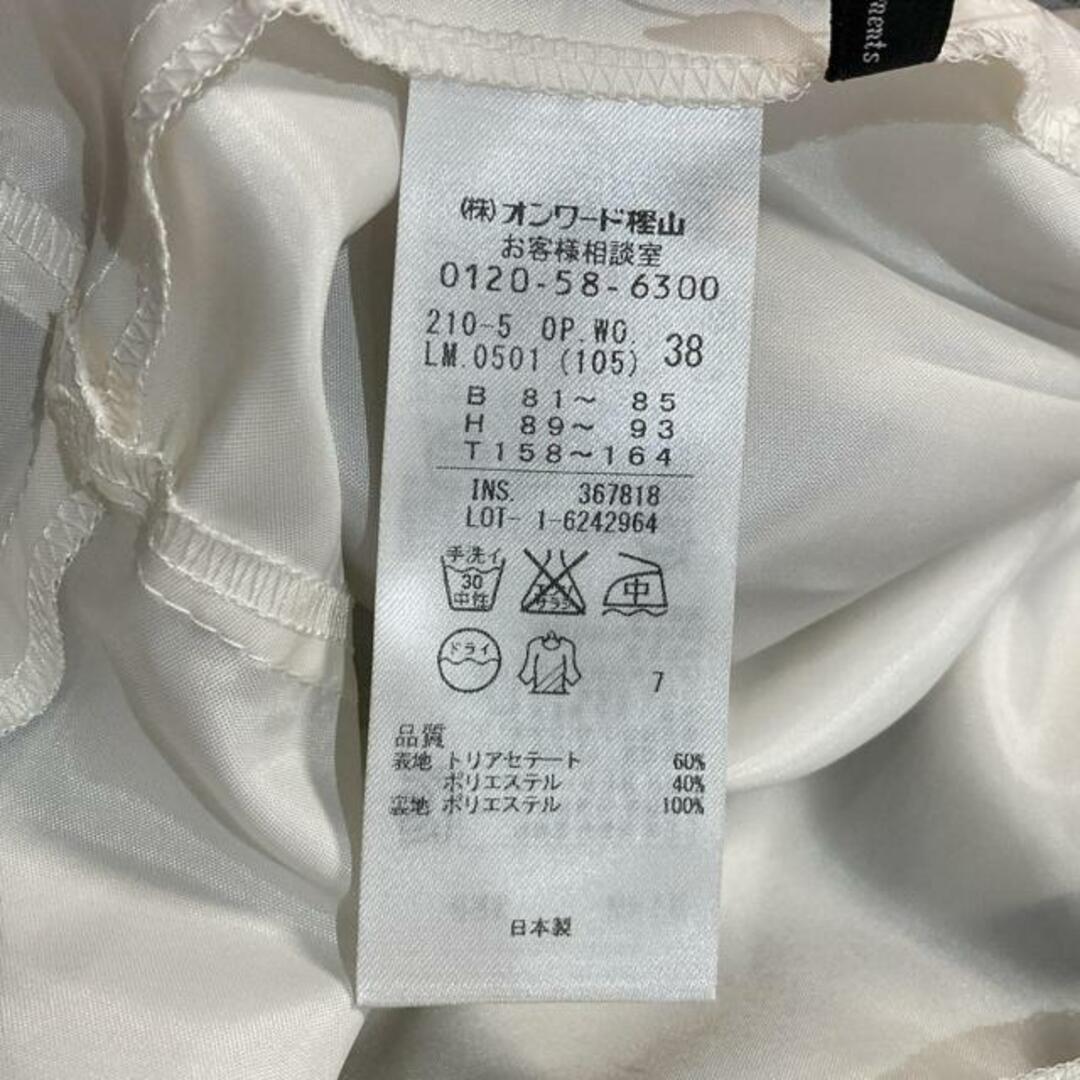 ments
(株)オンワード樫山
お客様相談室
0120-58-6300
210-5 OP.WO.
LM.0501 (105) 38
B 81～ 85
H 89～ 93
T158～164
INS. 367818
LOT- 1-6242964
手洗イ
30
中性
中
ドライ
7
品質
表地 トリアセテート 60%
ポリエステル 40%
裏地 ポリエステル 100%
日本製